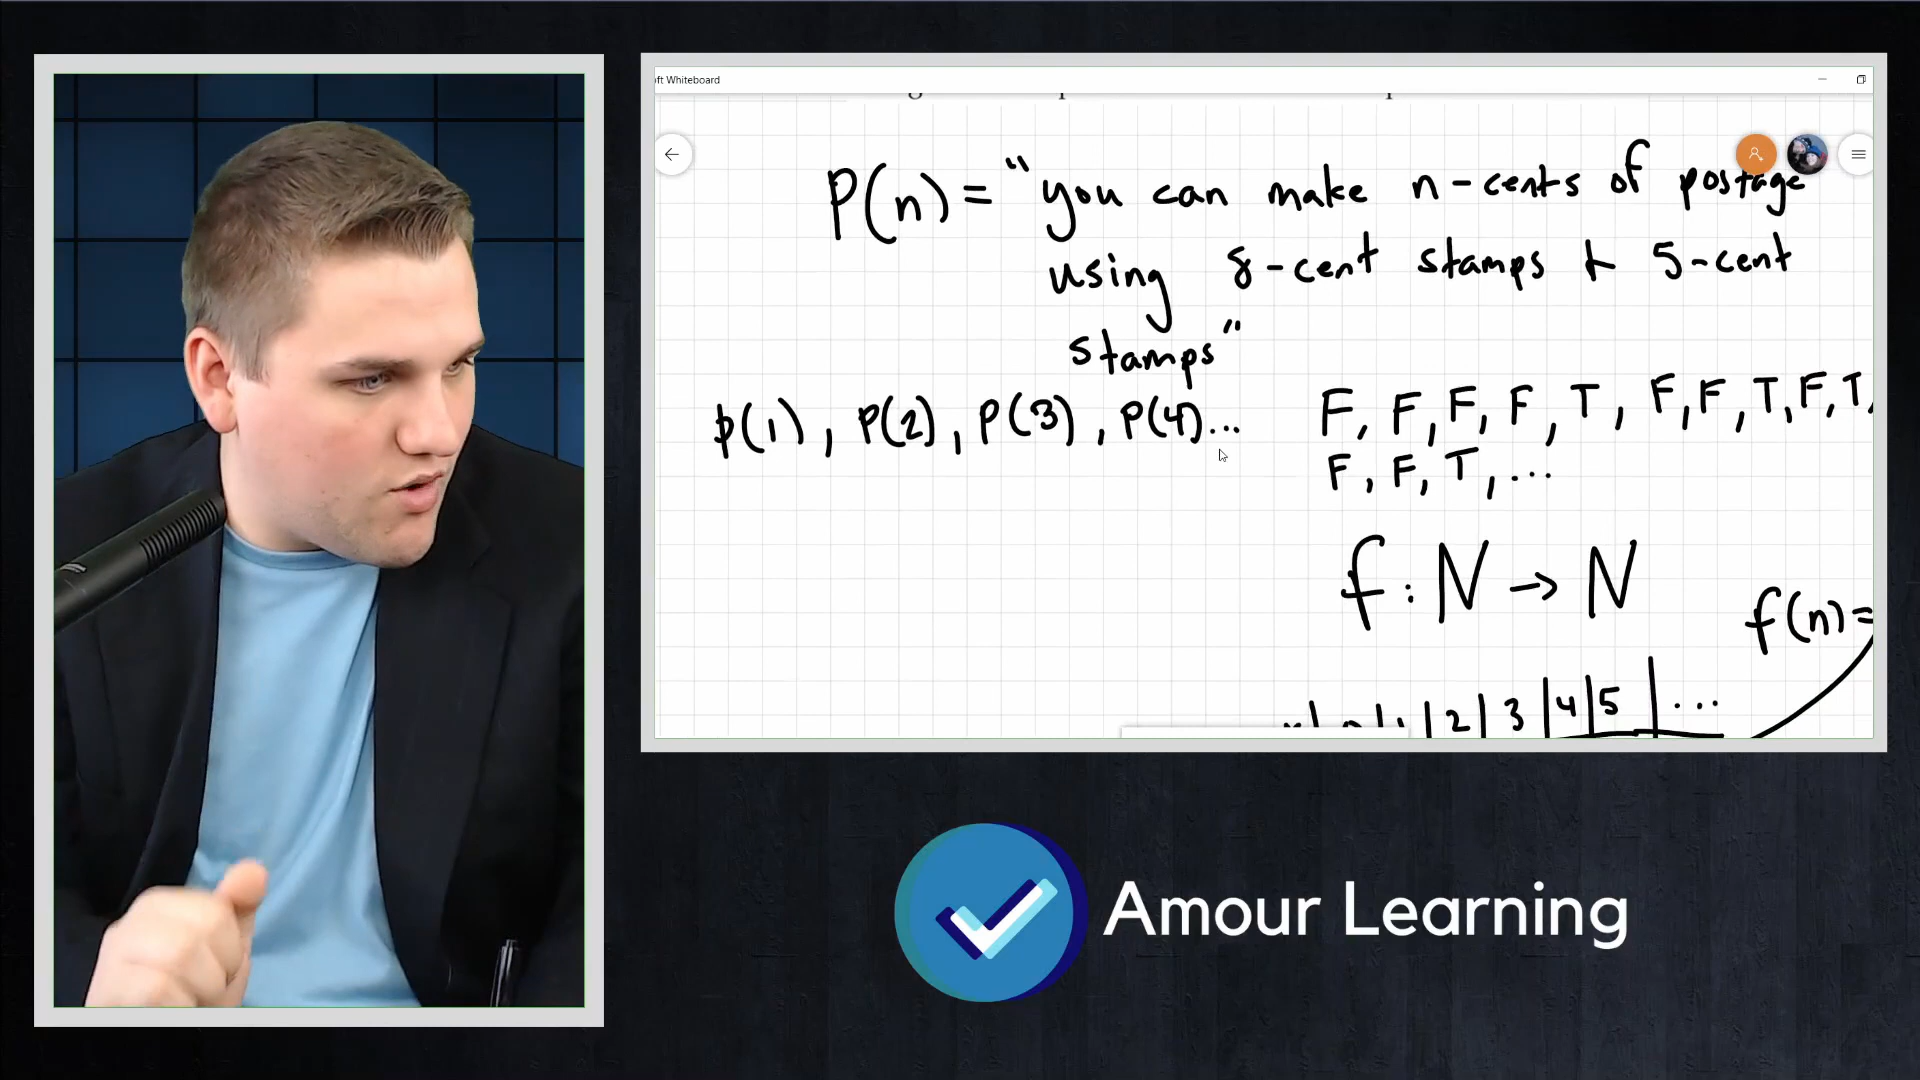 ft Whiteboard
P(n) = "you can make n-cents of postage
using 8-cent stamps + 5-cent
stamps"
P(1), P(2), P(3), P(4)...
F, F, F, F, T, F, F, T, F, T,
F, F, T, ...
f: N → N
f(n)=
2 | 3 | 4 | 5 | ...
Amour Learning